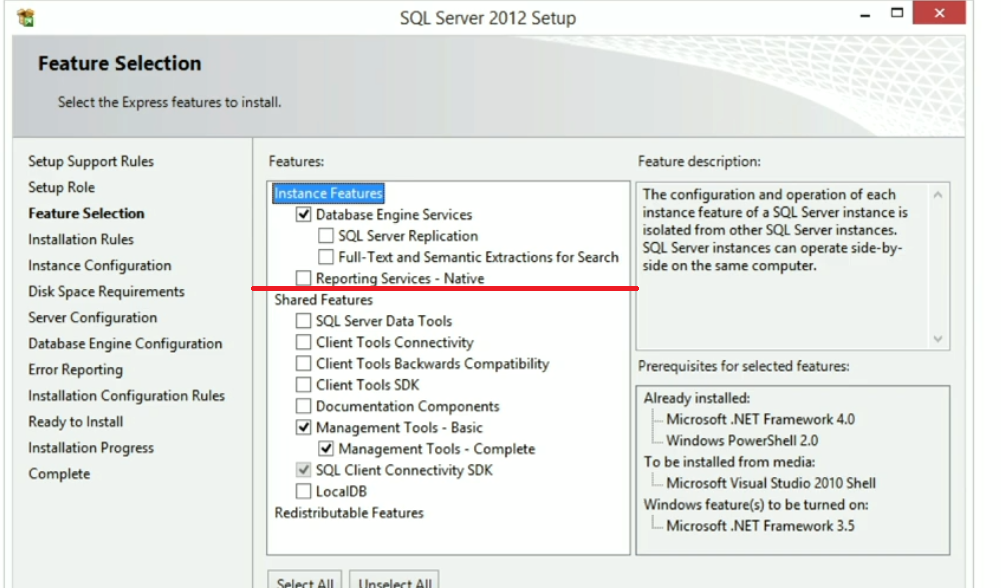 SQL Server 2012 Setup
Feature Selection
Select the Express features to install.
Setup Support Rules
Setup Role
Feature Selection
Installation Rules
Instance Configuration
Disk Space Requirements
Server Configuration
Database Engine Configuration
Error Reporting
Installation Configuration Rules
Ready to Install
Installation Progress
Complete
Features:
Instance Features
Database Engine Services
SQL Server Replication
Full-Text and Semantic Extractions for Search
Reporting Services - Native
Shared Features
SQL Server Data Tools
Client Tools Connectivity
Client Tools Backwards Compatibility
Client Tools SDK
Documentation Components
Management Tools - Basic
Management Tools - Complete
SQL Client Connectivity SDK
LocalDB
Redistributable Features
Select All
Unselect All
Feature description:
The configuration and operation of each
instance feature of a SQL Server instance is
isolated from other SQL Server instances.
SQL Server instances can operate side-by-
side on the same computer.
Prerequisites for selected features:
Already installed:
Microsoft .NET Framework 4.0
Windows PowerShell 2.0
To be installed from media:
Microsoft Visual Studio 2010 Shell
Windows feature(s) to be turned on:
Microsoft .NET Framework 3.5